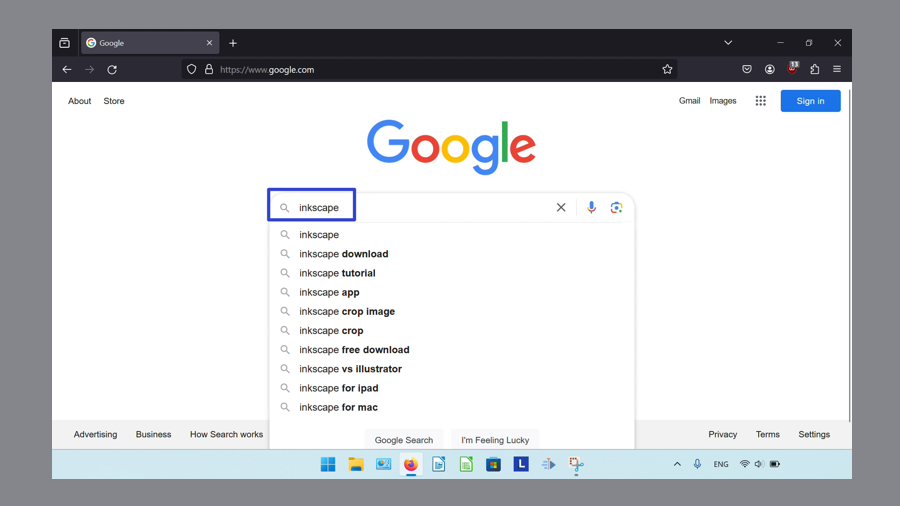 Google
https://www.google.com
13
About Store
Gmail Images Sign in
Google
inkscape
inkscape
inkscape download
inkscape tutorial
inkscape app
inkscape crop image
inkscape crop
inkscape free download
inkscape vs illustrator
inkscape for ipad
inkscape for mac
Google Search I'm Feeling Lucky
Advertising Business How Search works Privacy Terms Settings
L
ENG